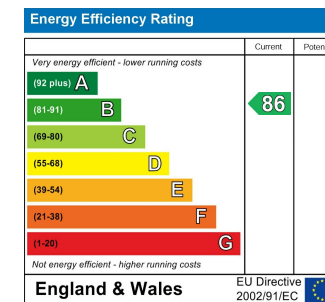 Energy Efficiency Rating
Current
Poten
Very energy efficient - lower running costs
(92 plus) A
(81-91) B
86
(69-80) C
(55-68) D
(39-54) E
(21-38) F
(1-20) G
Not energy efficient - higher running costs
England & Wales
EU Directive
2002/91/EC